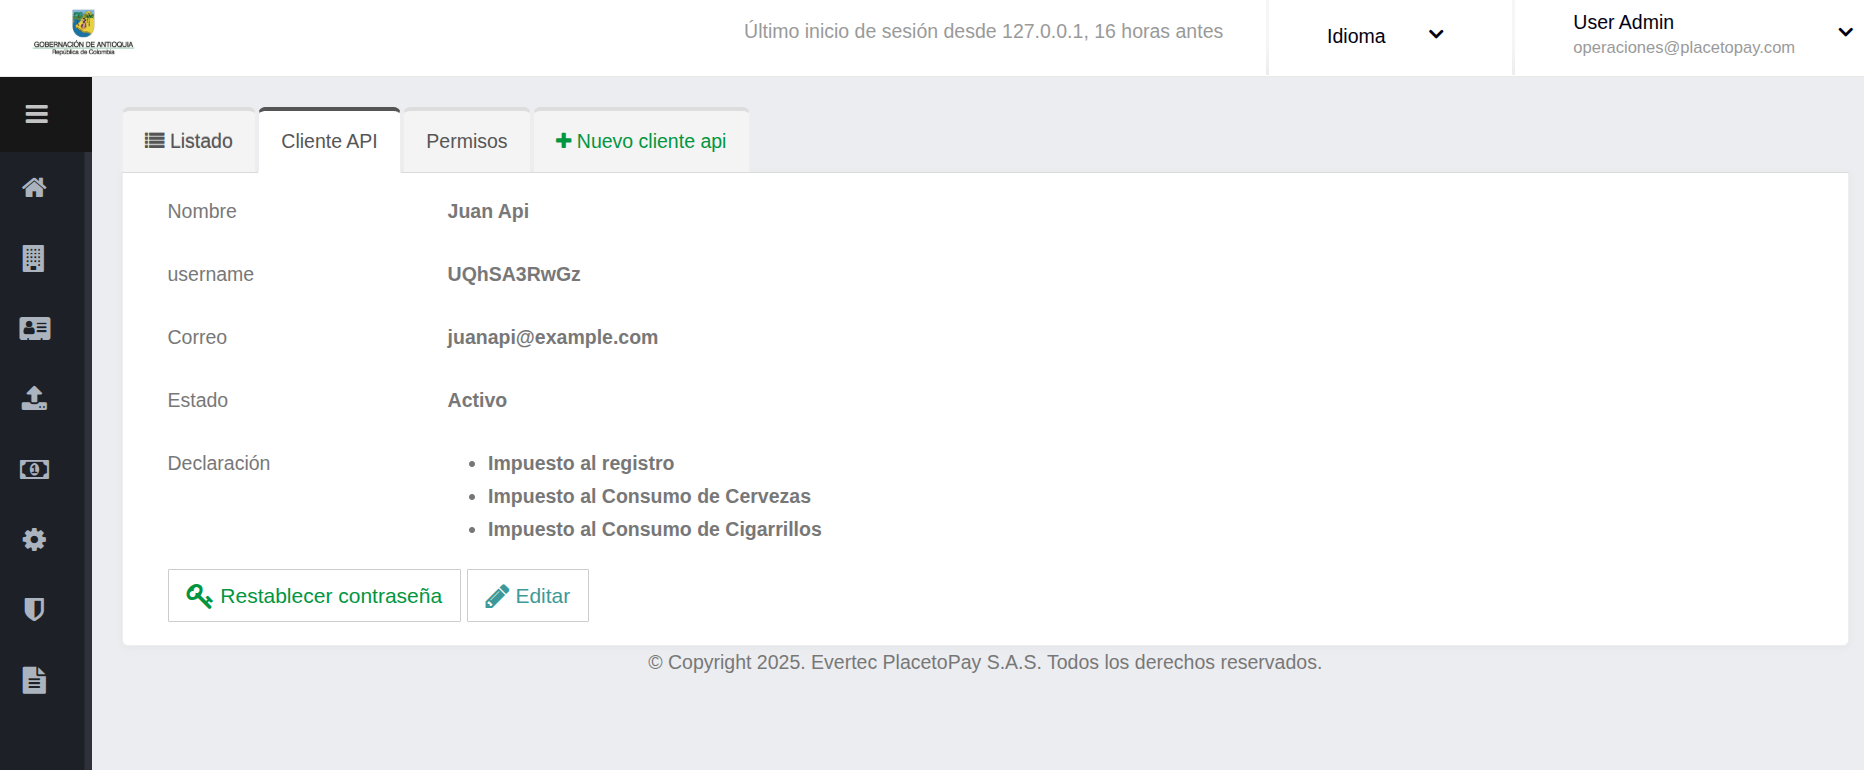 GOBERNACIÓN DE ANTIOQUIA
República de Colombia
Último inicio de sesión desde 127.0.0.1, 16 horas antes
Idioma
User Admin
operaciones@placetopay.com
Listado
Cliente API
Permisos
Nuevo cliente api
Nombre Juan Api
username UQhSA3RwGz
Correo juanapi@example.com
Estado Activo
Declaración • Impuesto al registro
• Impuesto al Consumo de Cervezas
• Impuesto al Consumo de Cigarrillos
Restablecer contraseña
Editar
© Copyright 2025. Evertec PlacetoPay S.A.S. Todos los derechos reservados.